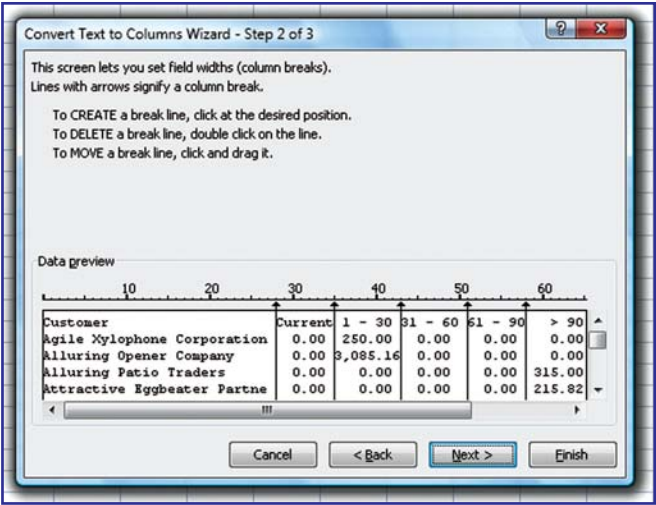 Convert Text to Columns Wizard - Step 2 of 3
This screen lets you set field widths (column breaks).
Lines with arrows signify a column break.
To CREATE a break line, click at the desired position.
To DELETE a break line, double click on the line.
To MOVE a break line, click and drag it.
Data preview
10 20 30 40 50 60
Customer Current 1 - 30 31 - 60 61 - 90 > 90
Agile Xylophone Corporation 0.00 250.00 0.00 0.00 0.00
Alluring Opener Company 0.00 3,085.16 0.00 0.00 0.00
Alluring Patio Traders 0.00 0.00 0.00 0.00 315.00
Attractive Eggbeater Partne 0.00 0.00 0.00 0.00 215.82
Cancel < Back Next > Finish